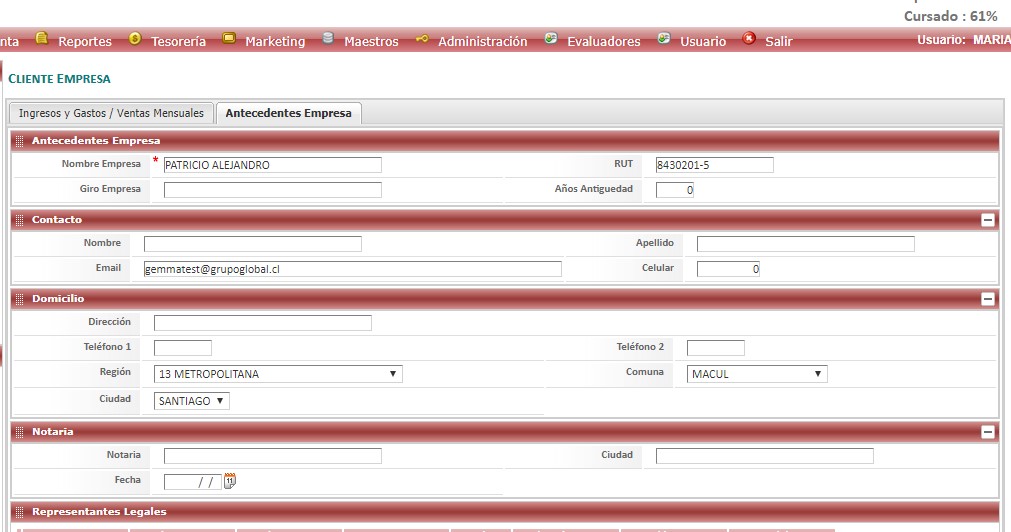 Cursado : 61%
nta Reportes Tesorería Marketing Maestros Administración Evaluadores Usuario Salir Usuario: MARIA
CLIENTE EMPRESA
Ingresos y Gastos / Ventas Mensuales Antecedentes Empresa
Antecedentes Empresa
Nombre Empresa * PATRICIO ALEJANDRO RUT 8430201-5
Giro Empresa Años Antiguedad 0
Contacto
Nombre Apellido
Email gemmatest@grupoglobal.cl Celular 0
Domicilio
Dirección
Teléfono 1 Teléfono 2
Región 13 METROPOLITANA Comuna MACUL
Ciudad SANTIAGO
Notaria
Notaria Ciudad
Fecha / / 11
Representantes Legales